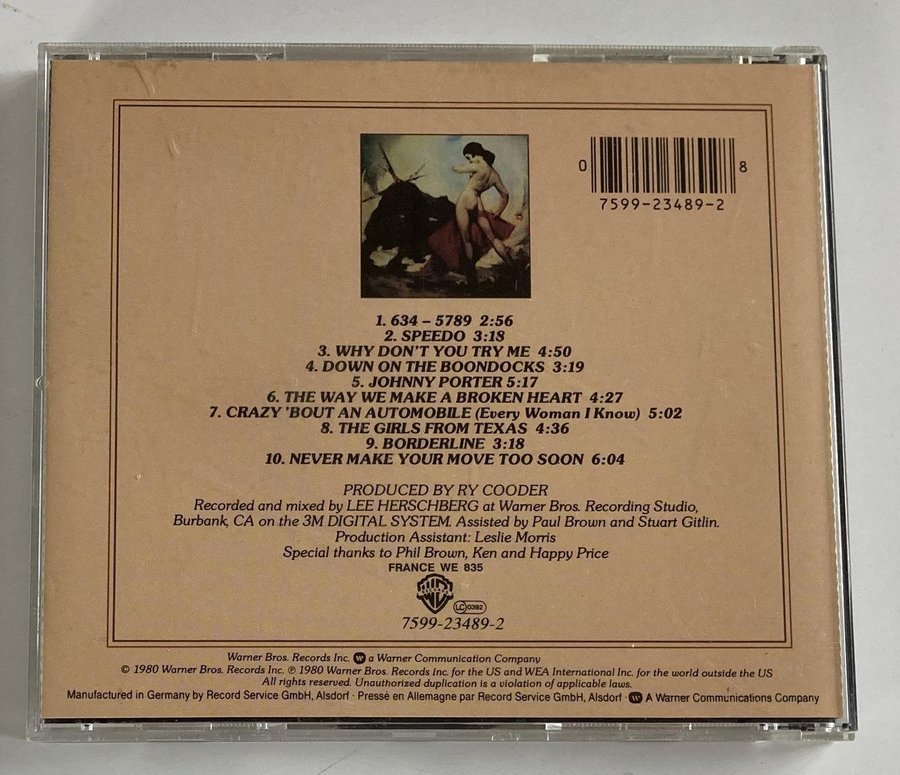 0 8
7599-23489-2
1. 634 – 5789 2:56
2. SPEEDO 3:18
3. WHY DON'T YOU TRY ME 4:50
4. DOWN ON THE BOONDOCKS 3:19
5. JOHNNY PORTER 5:17
6. THE WAY WE MAKE A BROKEN HEART 4:27
7. CRAZY 'BOUT AN AUTOMOBILE (Every Woman I Know) 5:02
8. THE GIRLS FROM TEXAS 4:36
9. BORDERLINE 3:18
10. NEVER MAKE YOUR MOVE TOO SOON 6:04
PRODUCED BY RY COODER
Recorded and mixed by LEE HERSCHBERG at Warner Bros. Recording Studio,
Burbank, CA on the 3M DIGITAL SYSTEM. Assisted by Paul Brown and Stuart Gitlin.
Production Assistant: Leslie Morris
Special thanks to Phil Brown, Ken and Happy Price
FRANCE WE 835
RECORDS LC 0392
7599-23489-2
Warner Bros. Records Inc. a Warner Communication Company
© 1980 Warner Bros. Records Inc. ℗ 1980 Warner Bros. Records Inc. for the US and WEA International Inc. for the world outside the US
All rights reserved. Unauthorized duplication is a violation of applicable laws.
Manufactured in Germany by Record Service GmbH, Alsdorf · Pressé en Allemagne par Record Service GmbH, Alsdorf · A Warner Communications Company